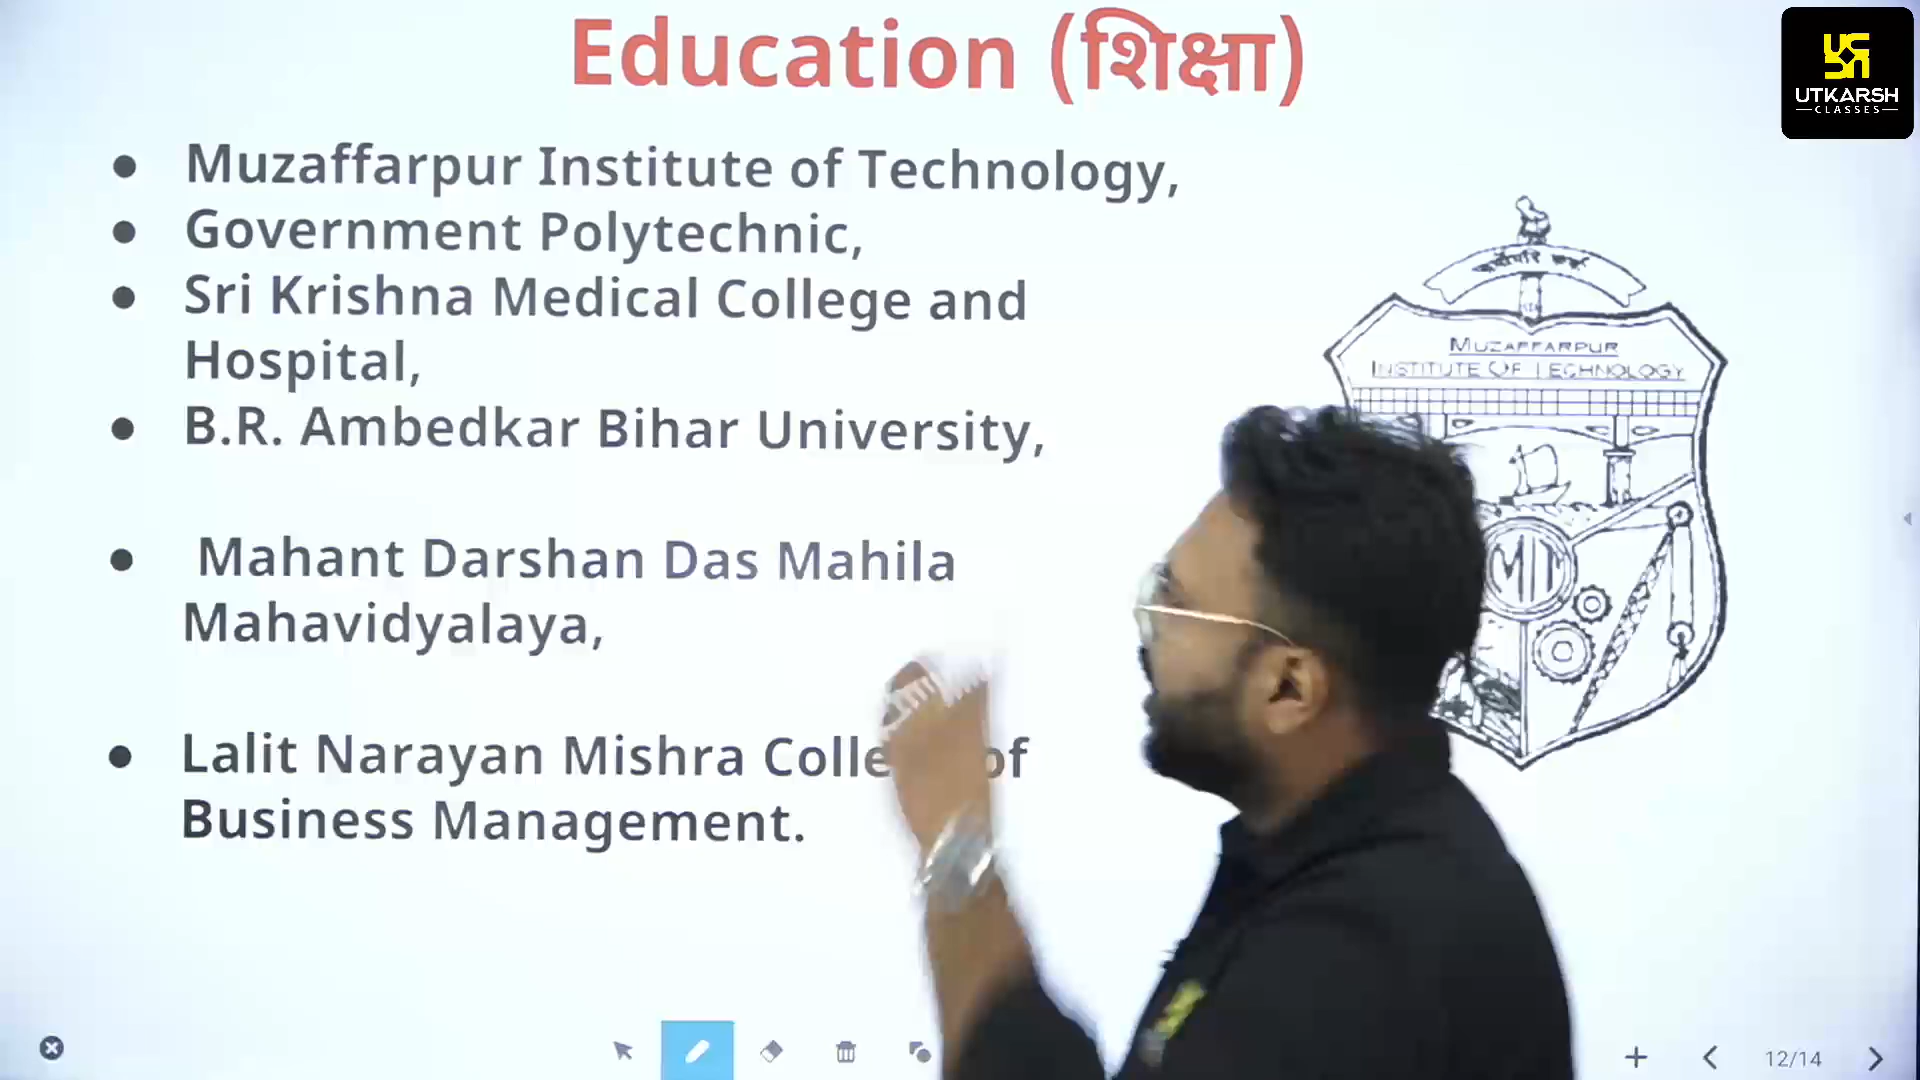 Education (शिक्षा)
UTKARSH
CLASSES
● Muzaffarpur Institute of Technology,
● Government Polytechnic,
● Sri Krishna Medical College and
Hospital,
● B.R. Ambedkar Bihar University,
● Mahant Darshan Das Mahila
Mahavidyalaya,
● Lalit Narayan Mishra of
Business Management.
MUZAFFARPUR
INSTITUTE OF TECHNOLOGY
MIT
12/14